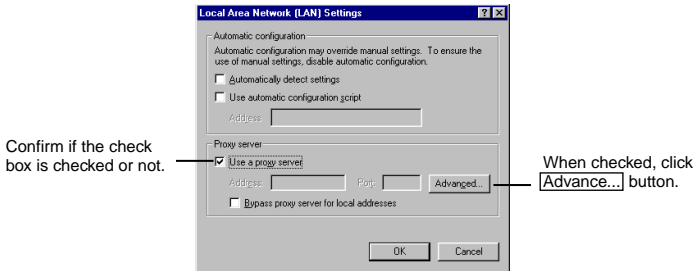 Local Area Network (LAN) Settings
Automatic configuration
Automatic configuration may override manual settings. To ensure the
use of manual settings, disable automatic configuration.
Automatically detect settings
Use automatic configuration script
Address
Proxy server
Confirm if the check
box is checked or not.
Use a proxy server
Address:
Port:
Advanced...
Bypass proxy server for local addresses
When checked, click
Advance... button.
OK
Cancel